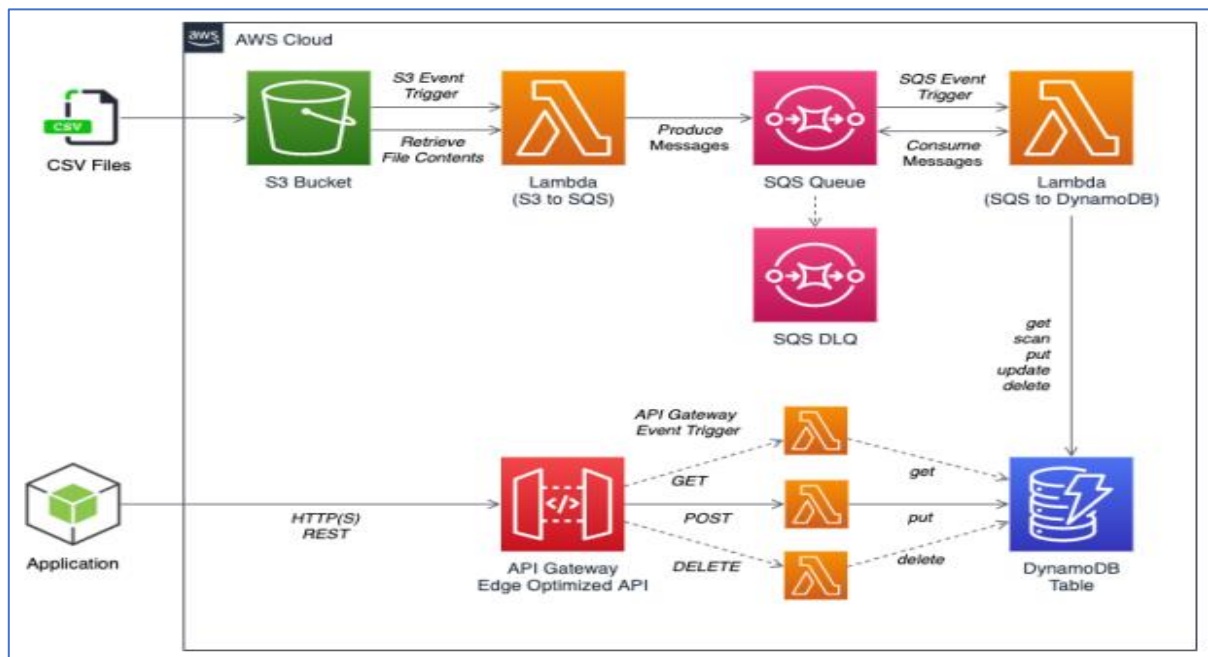 aws
AWS Cloud
CSV
CSV Files
S3 Event
Trigger
Retrieve
File Contents
S3 Bucket
Lambda
(S3 to SQS)
Produce
Messages
SQS Queue
SQS Event
Trigger
Consume
Messages
Lambda
(SQS to DynamoDB)
SQS DLQ
get
scan
put
update
delete
Application
HTTP(S)
REST
</>
API Gateway
Edge Optimized API
API Gateway
Event Trigger
GET
POST
DELETE
get
put
delete
DynamoDB
Table